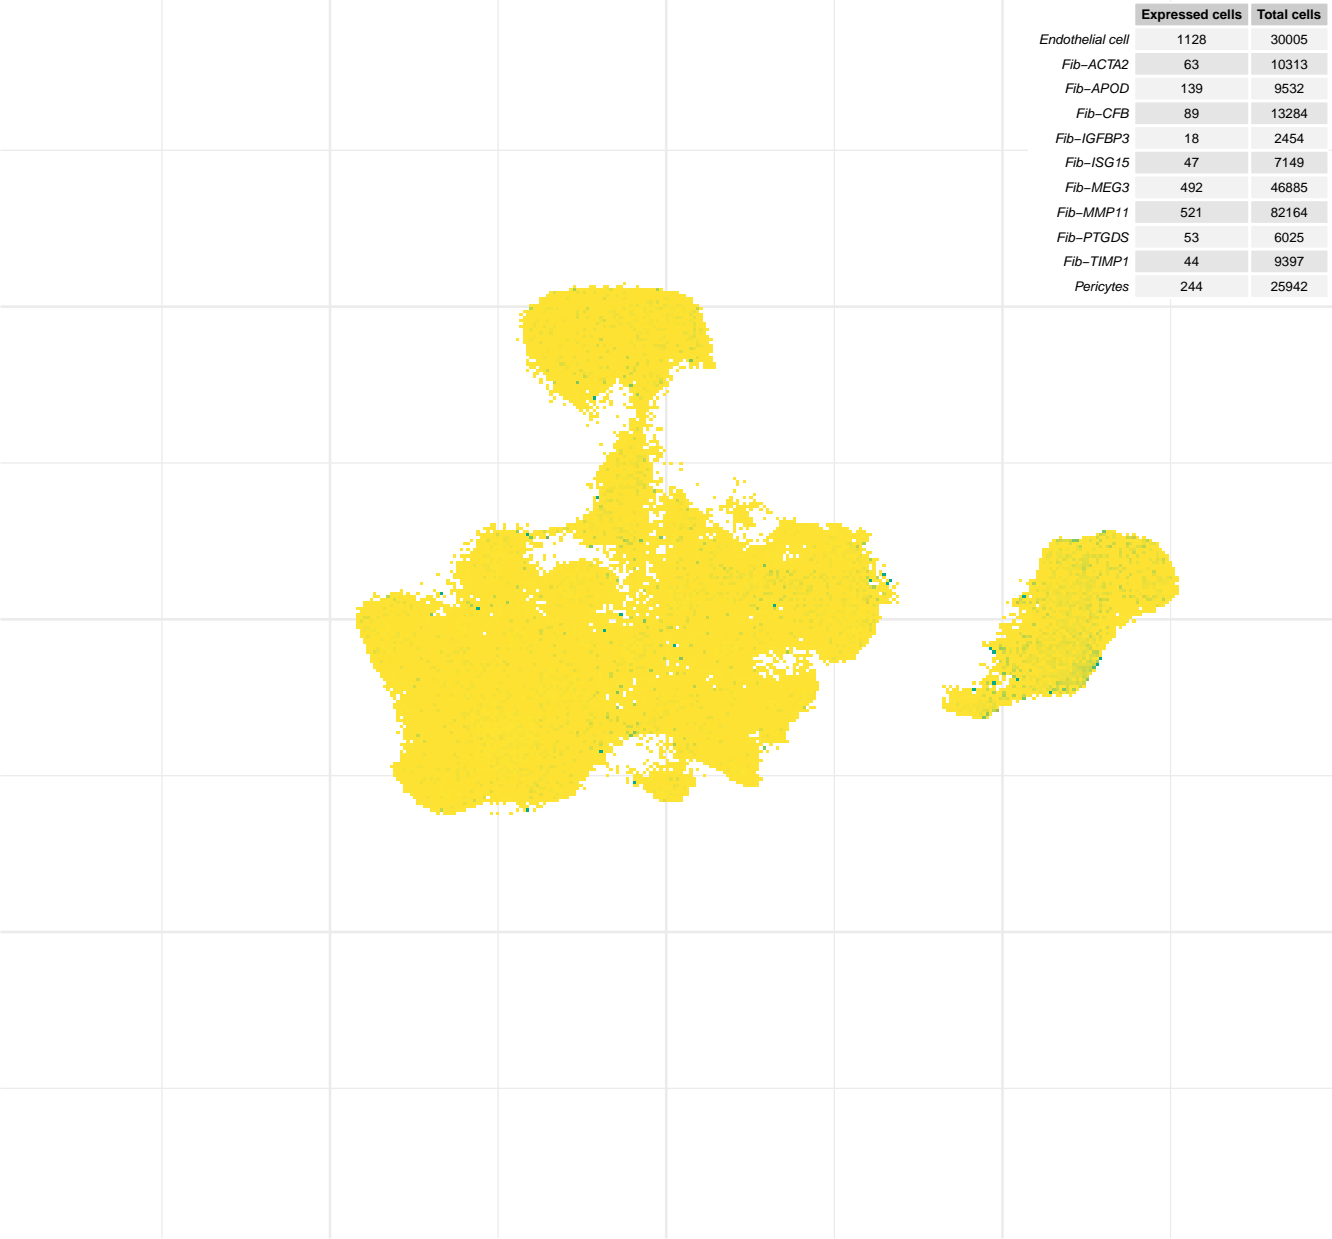 Expressed cells Total cells
Endothelial cell 1128 30005
Fib−ACTA2 63 10313
Fib−APOD 139 9532
Fib−CFB 89 13284
Fib−IGFBP3 18 2454
Fib−ISG15 47 7149
Fib−MEG3 492 46885
Fib−MMP11 521 82164
Fib−PTGDS 53 6025
Fib−TIMP1 44 9397
Pericytes 244 25942